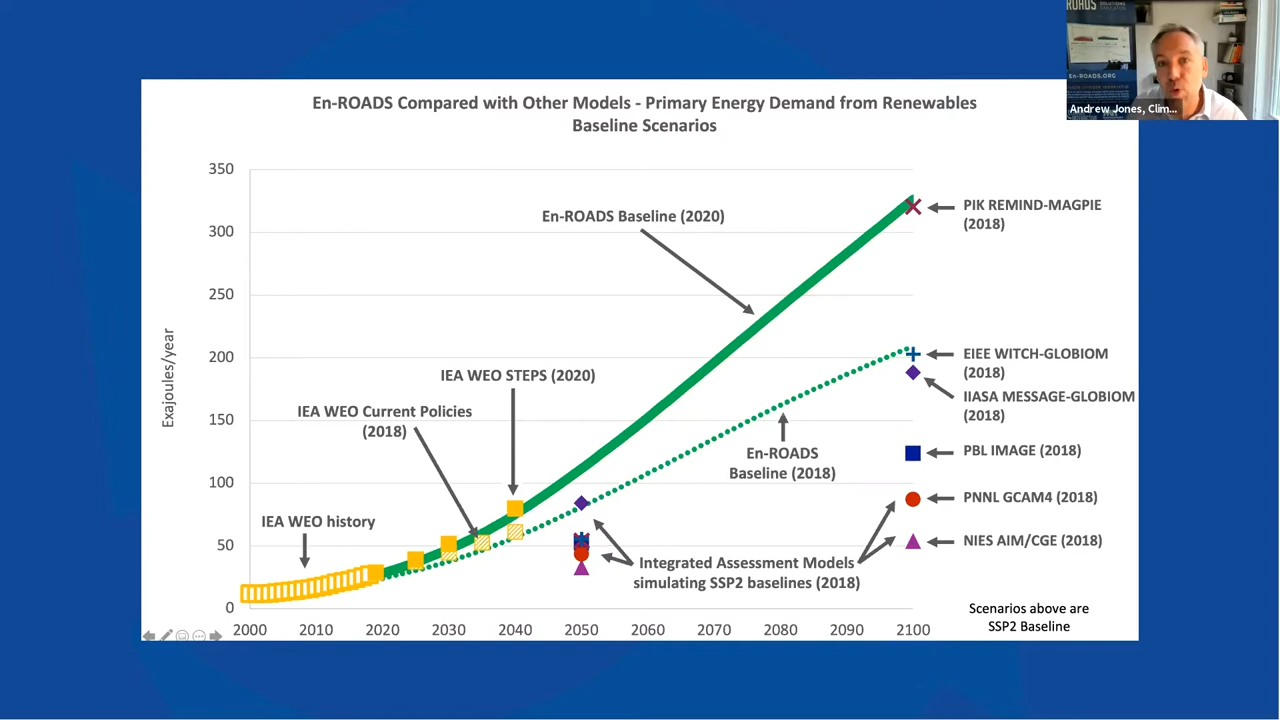 En-ROADS Compared with Other Models - Primary Energy Demand from Renewables
Baseline Scenarios
ROADS
En-ROADS.ORG
Andrew Jones, Clim...
350
300
250
200
150
100
50
0
Exajoules/year
2000 2010 2020 2030 2040 2050 2060 2070 2080 2090 2100
En-ROADS Baseline (2020)
IEA WEO STEPS (2020)
IEA WEO Current Policies
(2018)
IEA WEO history
En-ROADS
Baseline (2018)
Integrated Assessment Models
simulating SSP2 baselines (2018)
PIK REMIND-MAGPIE
(2018)
EIEE WITCH-GLOBIOM
(2018)
IIASA MESSAGE-GLOBIOM
(2018)
PBL IMAGE (2018)
PNNL GCAM4 (2018)
NIES AIM/CGE (2018)
Scenarios above are
SSP2 Baseline